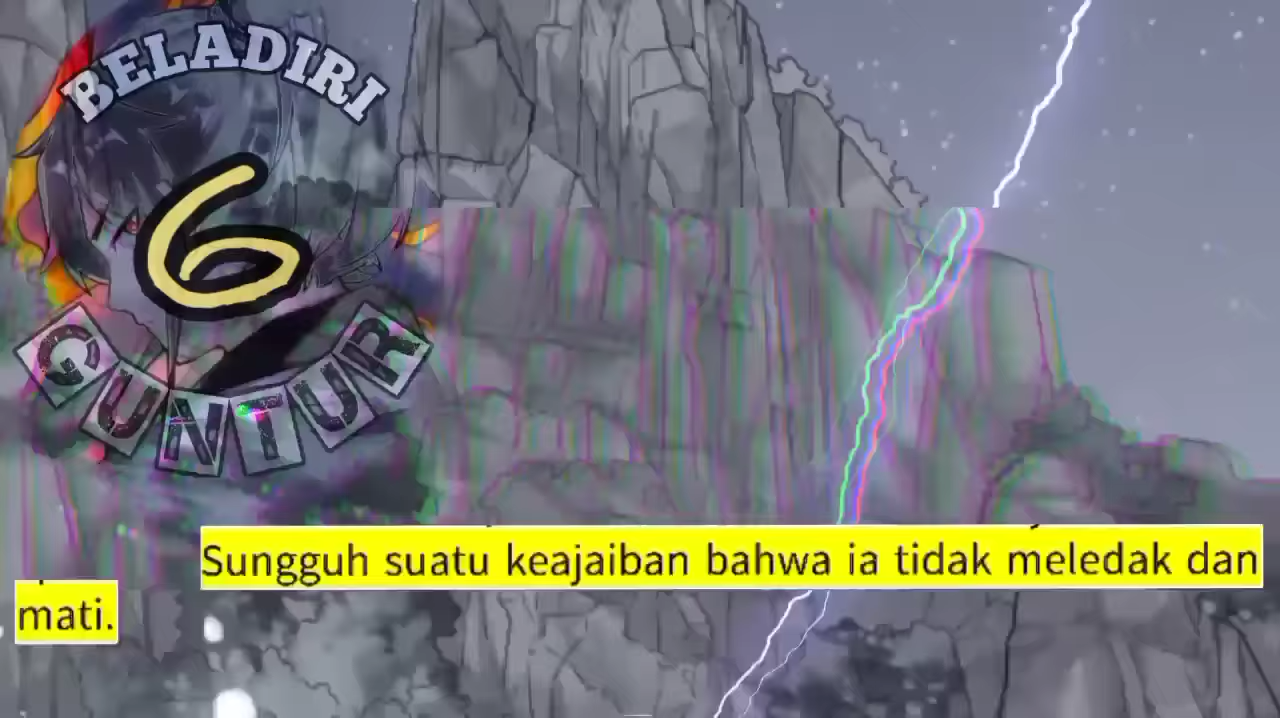 BELADIRI
6
GUNTUR
Sungguh suatu keajaiban bahwa ia tidak meledak dan
mati.